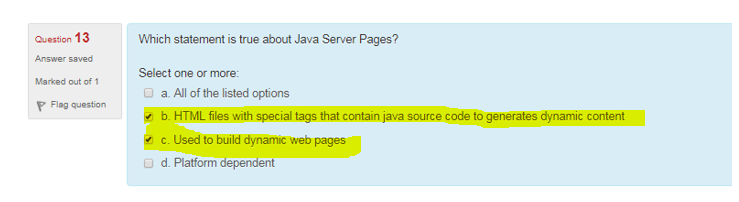 Question 13
Answer saved
Marked out of 1
Flag question
Which statement is true about Java Server Pages?
Select one or more:
a. All of the listed options
b. HTML files with special tags that contain java source code to generates dynamic content
c. Used to build dynamic web pages
d. Platform dependent